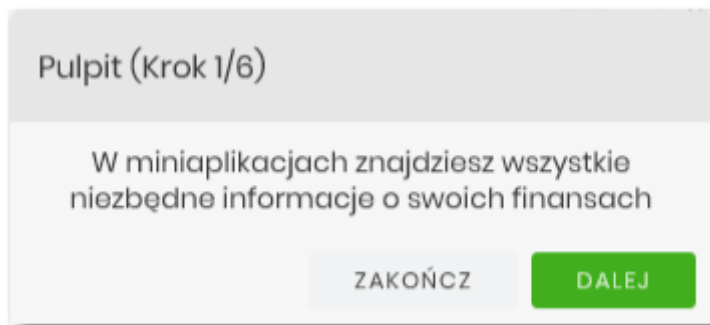 Pulpit (Krok 1/6)
W miniaplikacjach znajdziesz wszystkie
niezbędne informacje o swoich finansach
ZAKOŃCZ
DALEJ